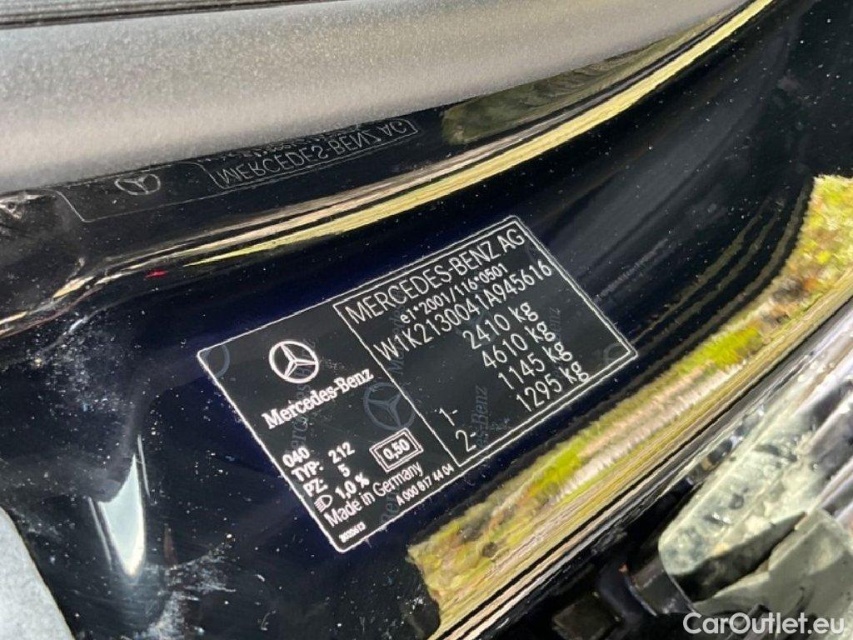 MERCEDES-BENZ AG
MERCEDES-BENZ AG
e1*2001/116*0501
W1K2130041A945616
2410 kg
4610 kg
1- 1145 kg
2- 1295 kg
Mercedes-Benz
040
TYP: 212
PZ: 5
1,0 %
0,50
Made in Germany
A 000 817 44 04
CarOutlet.eu